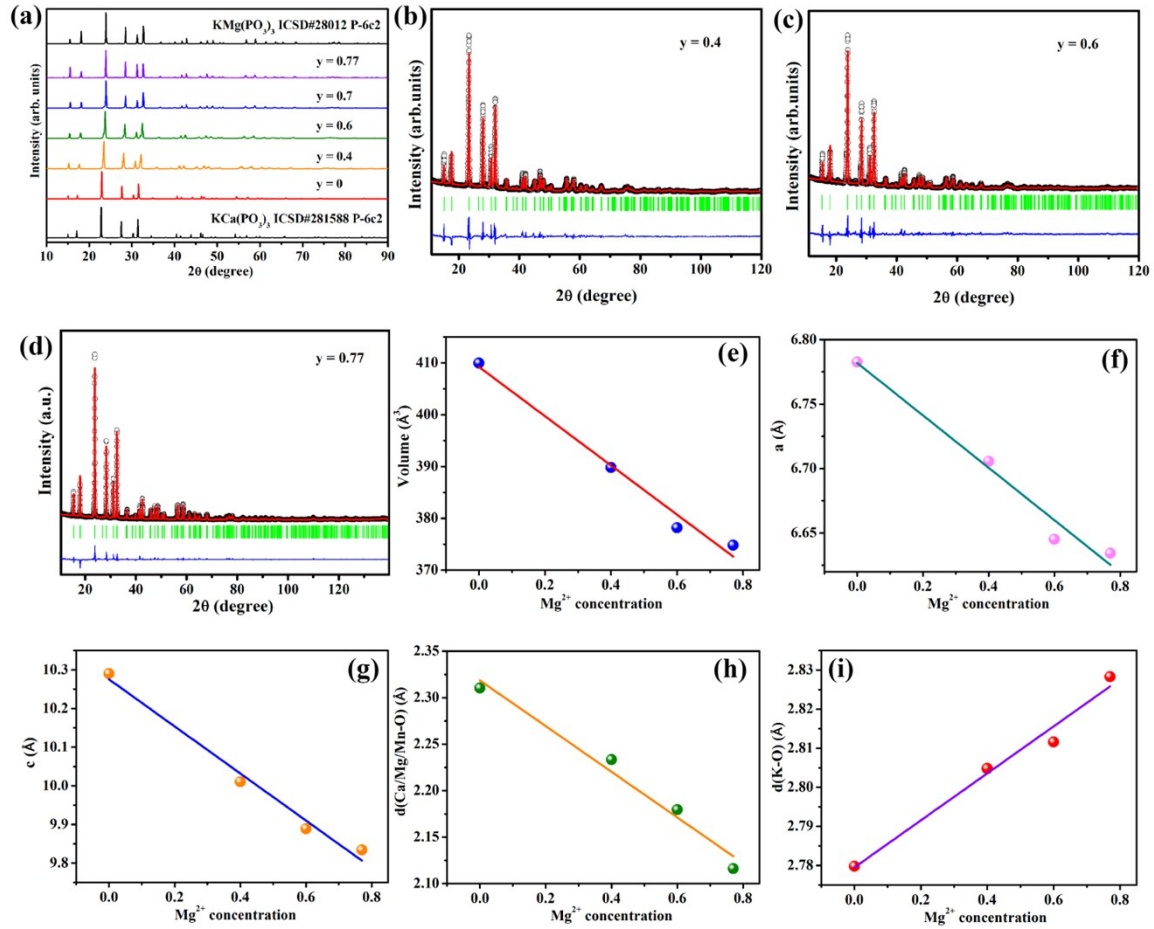 (a)
KMg(PO₃)₃ ICSD#28012 P-6c2
y = 0.77
y = 0.7
y = 0.6
y = 0.4
y = 0
KCa(PO₃)₃ ICSD#281588 P-6c2
Intensity (arb. units)
10 20 30 40 50 60 70 80 90
2θ (degree)
(b)
y = 0.4
Intensity (arb.units)
20 40 60 80 100 120
2θ (degree)
(c)
y = 0.6
Intensity (arb.units)
20 40 60 80 100 120
2θ (degree)
(d)
y = 0.77
Intensity (a.u.)
20 40 60 80 100 120
2θ (degree)
(e)
Volume (Å³)
410
400
390
380
370
0.0 0.2 0.4 0.6 0.8
Mg²⁺ concentration
(f)
a (Å)
6.80
6.75
6.70
6.65
0.0 0.2 0.4 0.6 0.8
Mg²⁺ concentration
(g)
c (Å)
10.3
10.2
10.1
10.0
9.9
9.8
0.0 0.2 0.4 0.6 0.8
Mg²⁺ concentration
(h)
d(Ca/Mg/Mn-O) (Å)
2.35
2.30
2.25
2.20
2.15
2.10
0.0 0.2 0.4 0.6 0.8
Mg²⁺ concentration
(i)
d(K-O) (Å)
2.83
2.82
2.81
2.80
2.79
2.78
0.0 0.2 0.4 0.6 0.8
Mg²⁺ concentration